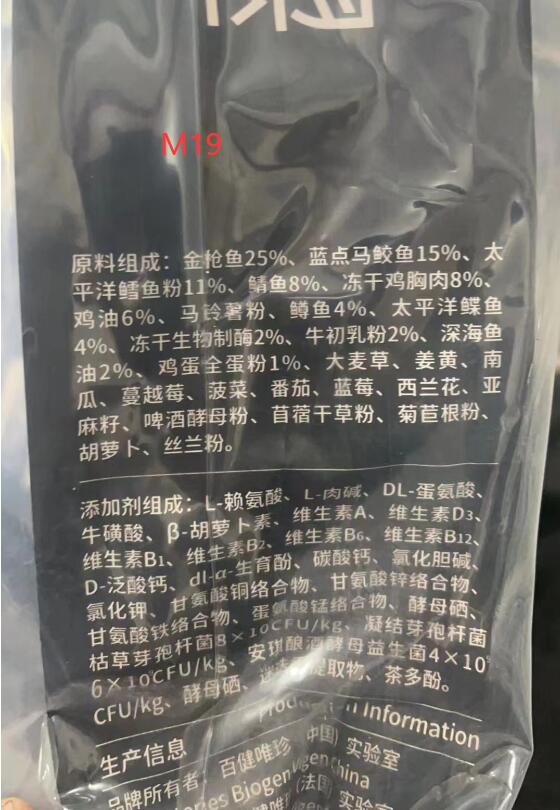 M19
原料组成：金枪鱼25%、蓝点马鲛鱼15%、太
平洋鳕鱼粉11%、鲭鱼8%、冻干鸡胸肉8%、
鸡油6%、马铃薯粉、鳟鱼4%、太平洋鲽鱼
4%、冻干生物制酶2%、牛初乳粉2%、深海鱼
油2%、鸡蛋全蛋粉1%、大麦草、姜黄、南
瓜、蔓越莓、菠菜、番茄、蓝莓、西兰花、亚
麻籽、啤酒酵母粉、苜蓿干草粉、菊苣根粉、
胡萝卜、丝兰粉。
添加剂组成：L-赖氨酸、L-肉碱、DL-蛋氨酸、
牛磺酸、β-胡萝卜素、维生素A、维生素D3、
维生素B1、维生素B2、维生素B6、维生素B12、
D-泛酸钙、dl-α-生育酚、碳酸钙、氯化胆碱、
氯化钾、甘氨酸铜络合物、甘氨酸锌络合物、
甘氨酸铁络合物、蛋氨酸锰络合物、酵母硒、
枯草芽孢杆菌8×10CFU/kg、凝结芽孢杆菌
6×10CFU/kg、安琪酿酒酵母益生菌4×10
CFU/kg、酵母硒、提取物、茶多酚。
Information
生产信息
品牌所有者：百健唯珍（中国）实验室
Biogen China
健唯（法国）实验